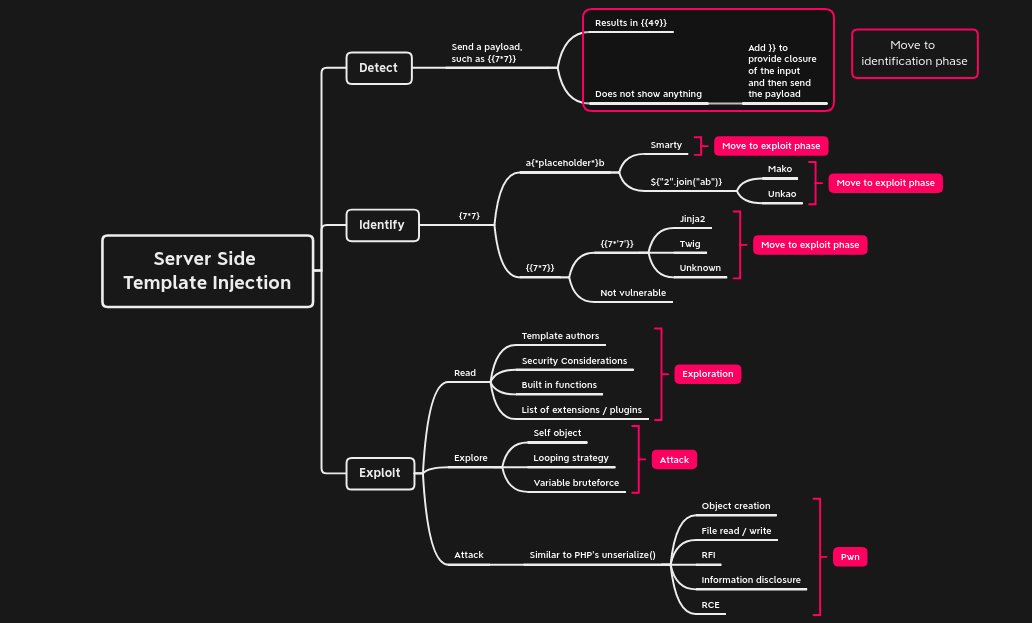 Server Side
Template Injection
Detect
Send a payload,
such as {{7*7}}
Results in {{49}}
Does not show anything
Add }} to
provide closure
of the input
and then send
the payload
Move to
identification phase
Identify
{7*7}
a{*placeholder*}b
Smarty
Move to exploit phase
${"2".join("ab")}
Mako
Unkao
Move to exploit phase
{{7*7}}
{{7*'7'}}
Jinja2
Twig
Unknown
Move to exploit phase
Not vulnerable
Exploit
Read
Template authors
Security Considerations
Built in functions
List of extensions / plugins
Exploration
Explore
Self object
Looping strategy
Variable bruteforce
Attack
Attack
Similar to PHP's unserialize()
Object creation
File read / write
RFI
Information disclosure
RCE
Pwn